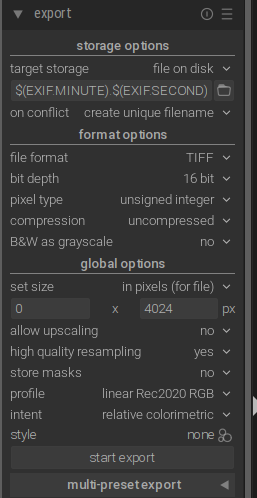 export
storage options
target storage file on disk
$(EXIF.MINUTE).$(EXIF.SECOND)
on conflict create unique filename
format options
file format TIFF
bit depth 16 bit
pixel type unsigned integer
compression uncompressed
B&W as grayscale no
global options
set size in pixels (for file)
0 x 4024 px
allow upscaling no
high quality resampling yes
store masks no
profile linear Rec2020 RGB
intent relative colorimetric
style none
start export
multi-preset export